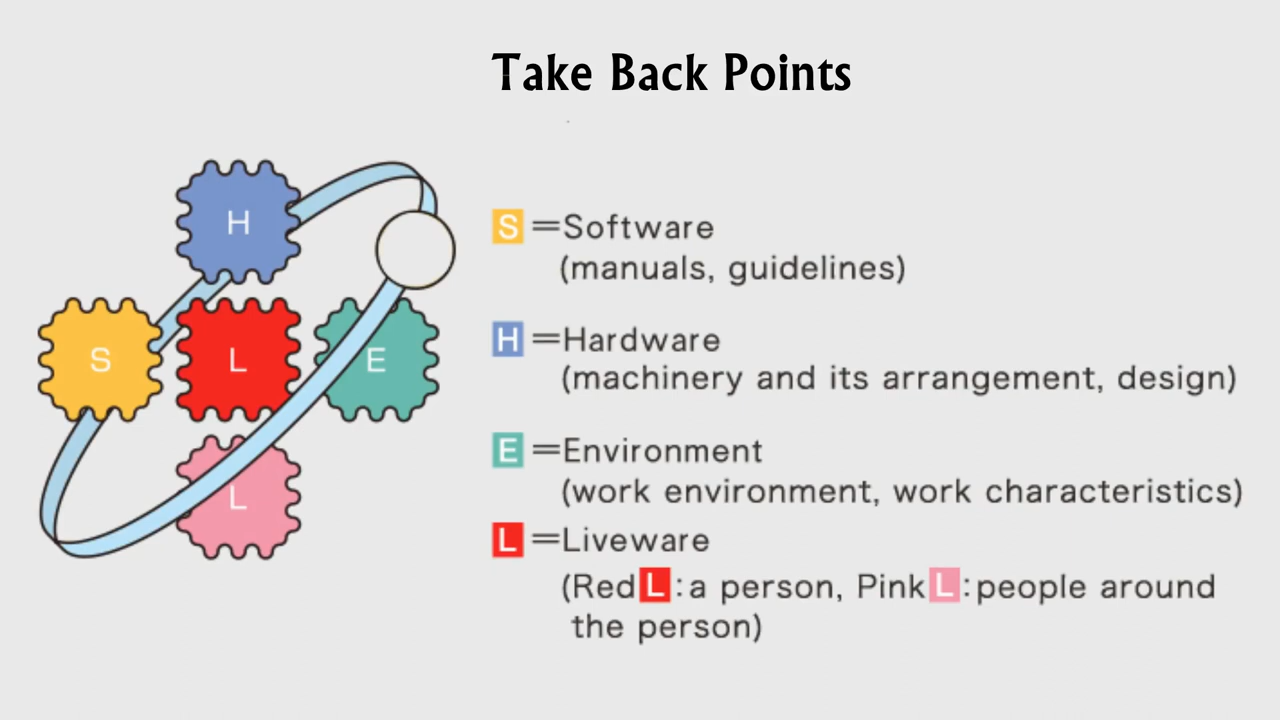 Take Back Points
H
S
L
E
L
S=Software
(manuals, guidelines)
H=Hardware
(machinery and its arrangement, design)
E=Environment
(work environment, work characteristics)
L=Liveware
(Red L:a person, Pink L:people around
the person)